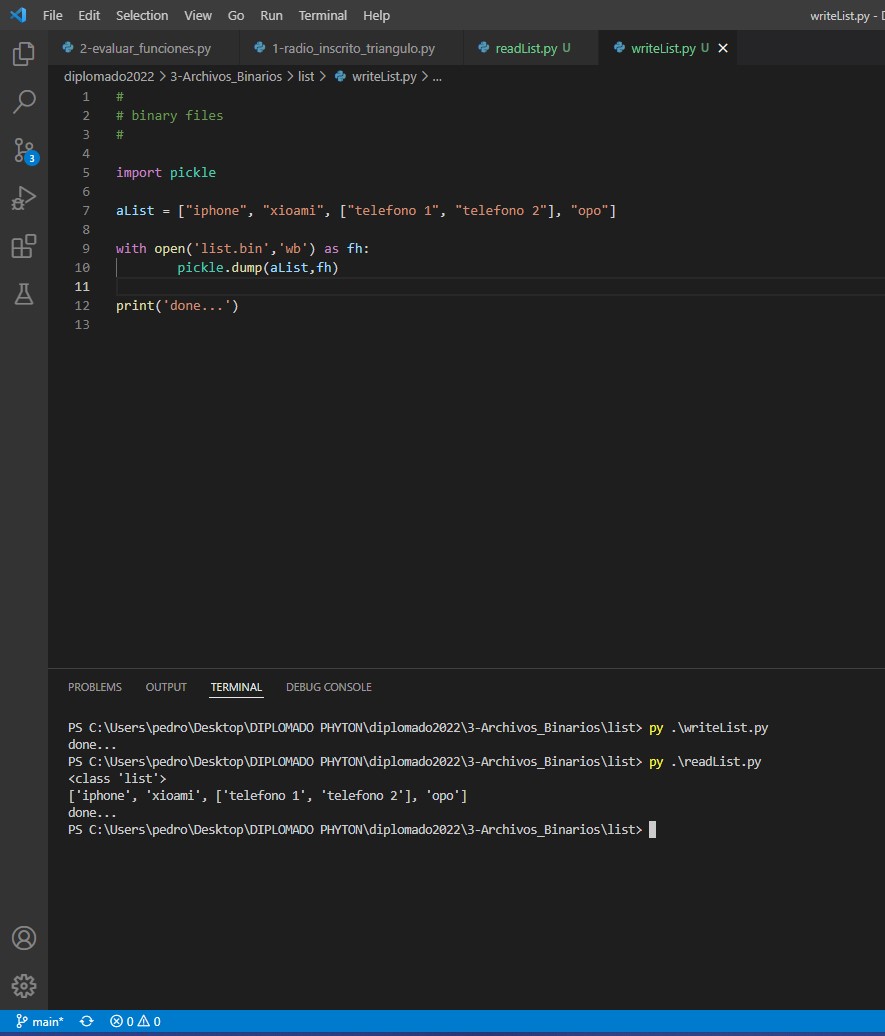 File Edit Selection View Go Run Terminal Help writeList.py - D
2-evaluar_funciones.py 1-radio_inscrito_triangulo.py readList.py U writeList.py U
diplomado2022 > 3-Archivos_Binarios > list > writeList.py > ...
1 #
2 # binary files
3 #
4
5 import pickle
6
7 aList = ["iphone", "xioami", ["telefono 1", "telefono 2"], "opo"]
8
9 with open('list.bin','wb') as fh:
10 pickle.dump(aList,fh)
11
12 print('done...')
13
3
PROBLEMS OUTPUT TERMINAL DEBUG CONSOLE
PS C:\Users\pedro\Desktop\DIPLOMADO PHYTON\diplomado2022\3-Archivos_Binarios\list> py .\writeList.py
done...
PS C:\Users\pedro\Desktop\DIPLOMADO PHYTON\diplomado2022\3-Archivos_Binarios\list> py .\readList.py
<class 'list'>
['iphone', 'xioami', ['telefono 1', 'telefono 2'], 'opo']
done...
PS C:\Users\pedro\Desktop\DIPLOMADO PHYTON\diplomado2022\3-Archivos_Binarios\list>
main* 0 0